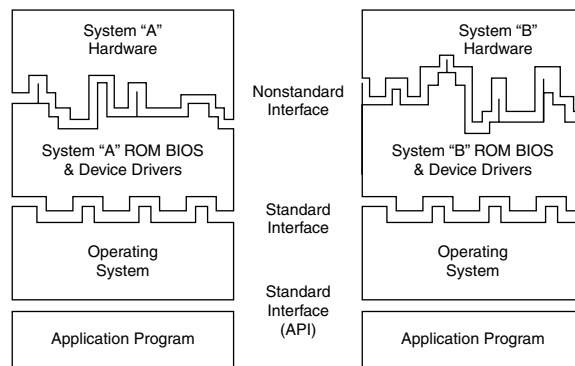 System “A”
Hardware
System “A” ROM BIOS
& Device Drivers
Operating
System
Application Program
Nonstandard
Interface
Standard
Interface
Standard
Interface
(API)
System “B”
Hardware
System “B” ROM BIOS
& Device Drivers
Operating
System
Application Program